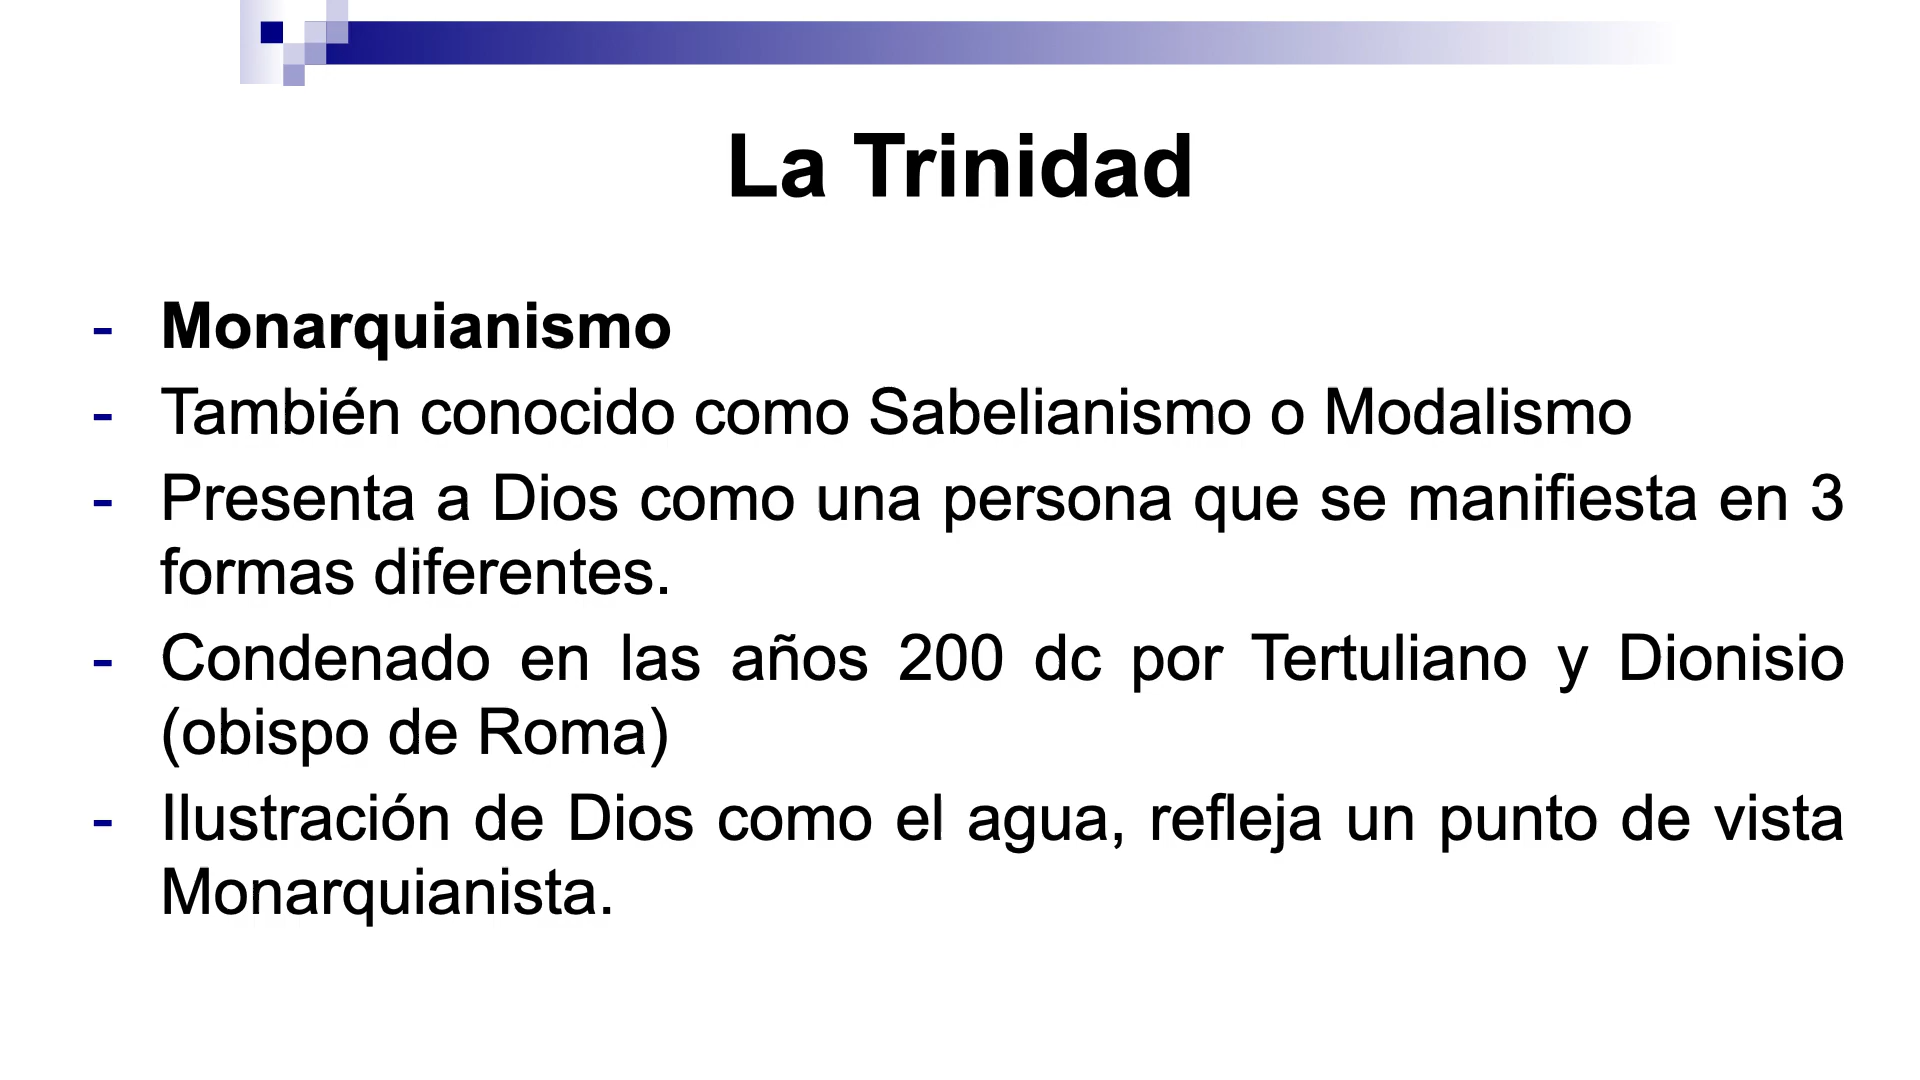 La Trinidad
- Monarquianismo
- También conocido como Sabelianismo o Modalismo
- Presenta a Dios como una persona que se manifiesta en 3
formas diferentes.
- Condenado en las años 200 dc por Tertuliano y Dionisio
(obispo de Roma)
- Ilustración de Dios como el agua, refleja un punto de vista
Monarquianista.